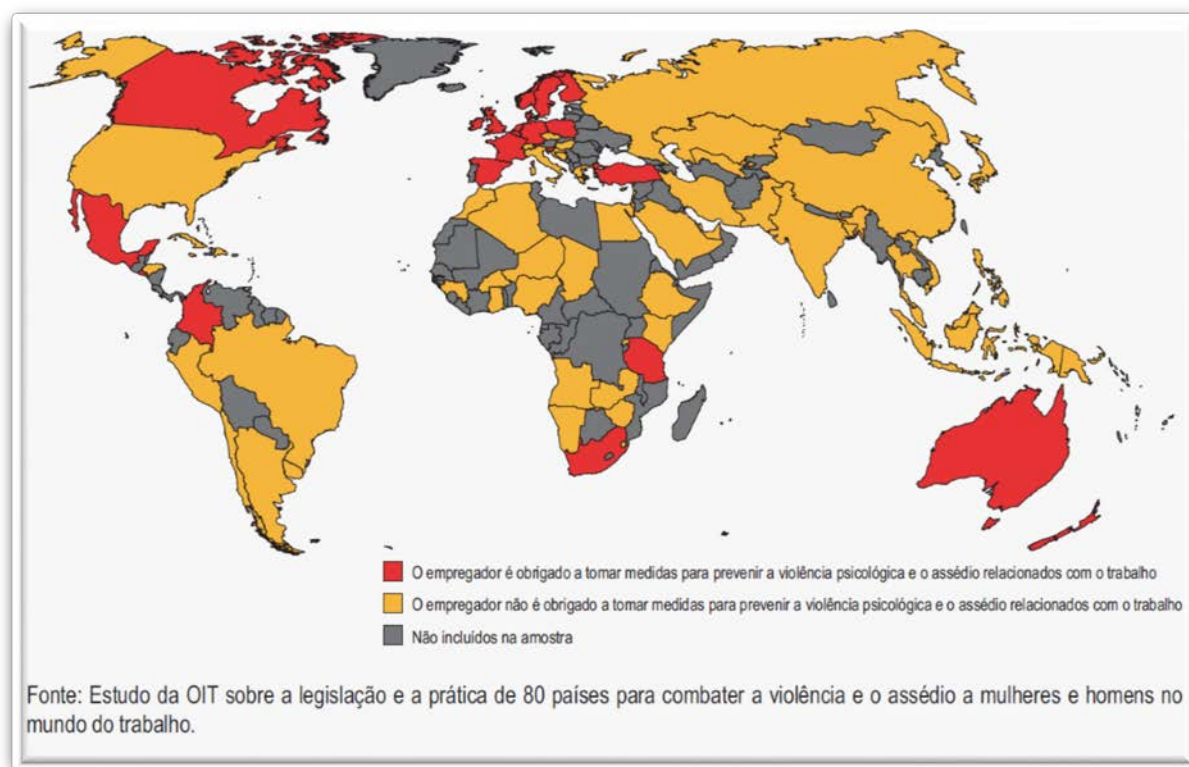 O empregador é obrigado a tomar medidas para prevenir a violência psicológica e o assédio relacionados com o trabalho
O empregador não é obrigado a tomar medidas para prevenir a violência psicológica e o assédio relacionados com o trabalho
Não incluídos na amostra
Fonte: Estudo da OIT sobre a legislação e a prática de 80 países para combater a violência e o assédio a mulheres e homens no
mundo do trabalho.